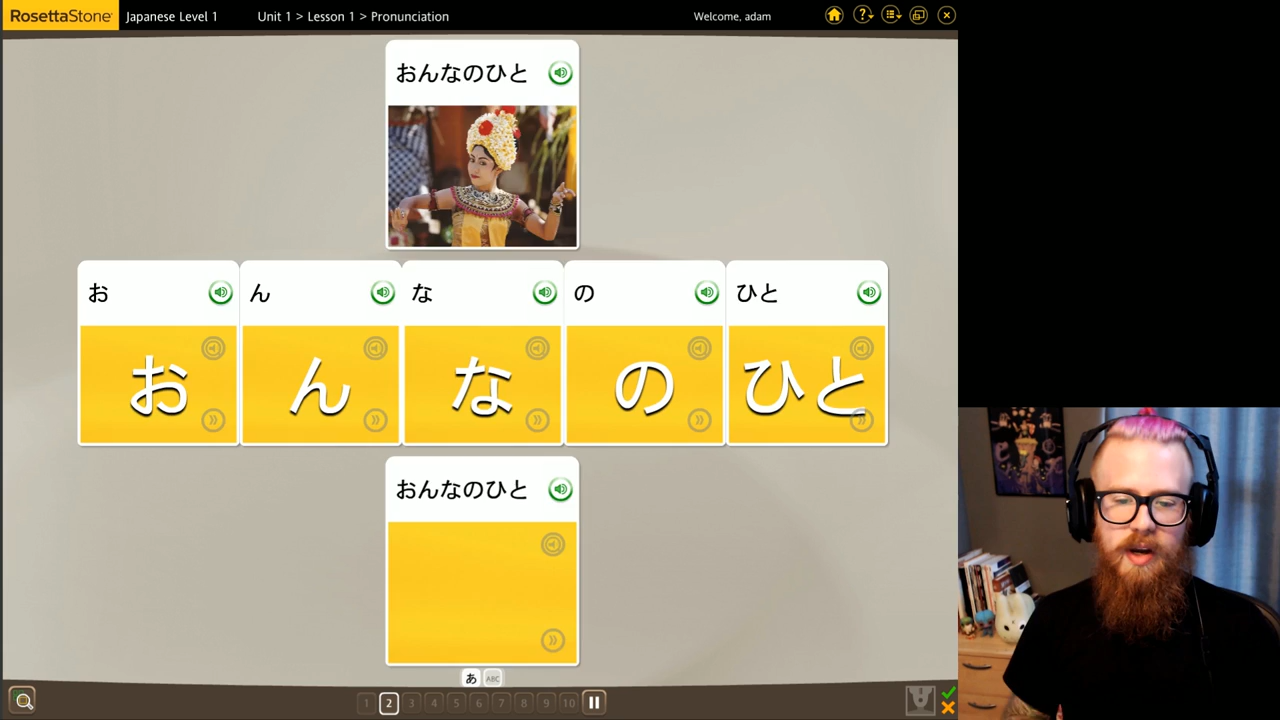 RosettaStone Japanese Level 1 Unit 1 > Lesson 1 > Pronunciation Welcome, adam
おんなのひと
お ん な の ひと
お ん な の ひと
おんなのひと
あ ABC
1 2 3 4 5 6 7 8 9 10